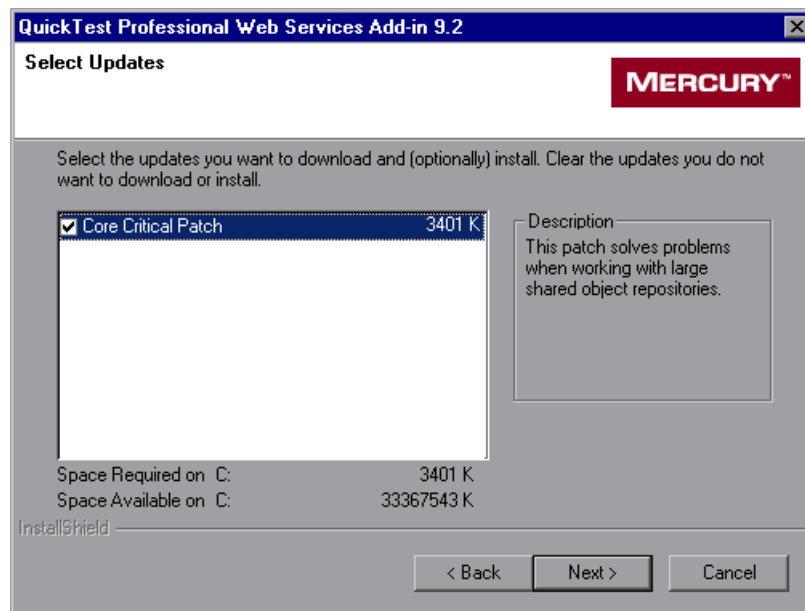 QuickTest Professional Web Services Add-in 9.2
Select Updates
MERCURY™
Select the updates you want to download and (optionally) install. Clear the updates you do not
want to download or install.
Core Critical Patch 3401 K
Description
This patch solves problems
when working with large
shared object repositories.
Space Required on C: 3401 K
Space Available on C: 33367543 K
InstallShield
< Back Next > Cancel